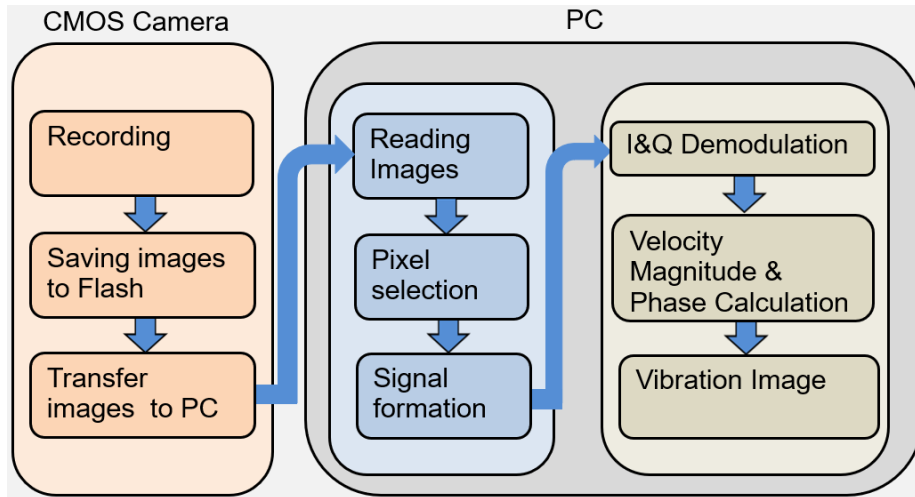 CMOS Camera
Recording
Saving images
to Flash
Transfer
images to PC
PC
Reading
Images
Pixel
selection
Signal
formation
I&Q Demodulation
Velocity
Magnitude &
Phase Calculation
Vibration Image